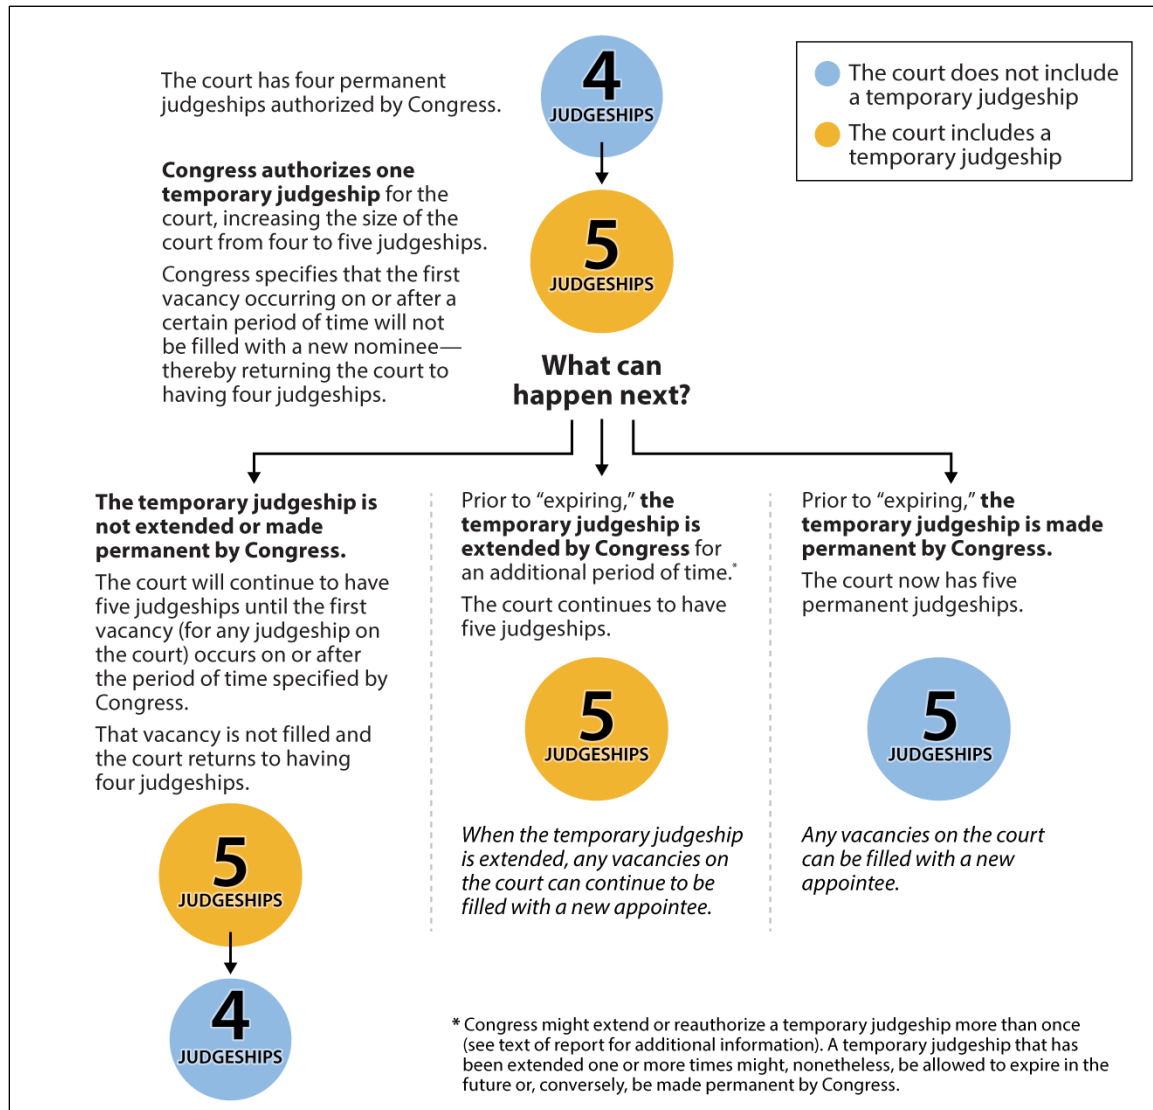 The court has four permanent
judgeships authorized by Congress.
4
JUDGESHIPS
The court does not include
a temporary judgeship
The court includes a
temporary judgeship
Congress authorizes one
temporary judgeship for the
court, increasing the size of the
court from four to five judgeships.
Congress specifies that the first
vacancy occurring on or after a
certain period of time will not
be filled with a new nominee—
thereby returning the court to
having four judgeships.
5
JUDGESHIPS
What can
happen next?
The temporary judgeship is
not extended or made
permanent by Congress.
The court will continue to have
five judgeships until the first
vacancy (for any judgeship on
the court) occurs on or after
the period of time specified by
Congress.
That vacancy is not filled and
the court returns to having
four judgeships.
5
JUDGESHIPS
4
JUDGESHIPS
Prior to “expiring,” the
temporary judgeship is
extended by Congress for
an additional period of time.*
The court continues to have
five judgeships.
5
JUDGESHIPS
When the temporary judgeship
is extended, any vacancies on
the court can continue to be
filled with a new appointee.
Prior to “expiring,” the
temporary judgeship is made
permanent by Congress.
The court now has five
permanent judgeships.
5
JUDGESHIPS
Any vacancies on the court
can be filled with a new
appointee.
* Congress might extend or reauthorize a temporary judgeship more than once
(see text of report for additional information). A temporary judgeship that has
been extended one or more times might, nonetheless, be allowed to expire in the
future or, conversely, be made permanent by Congress.